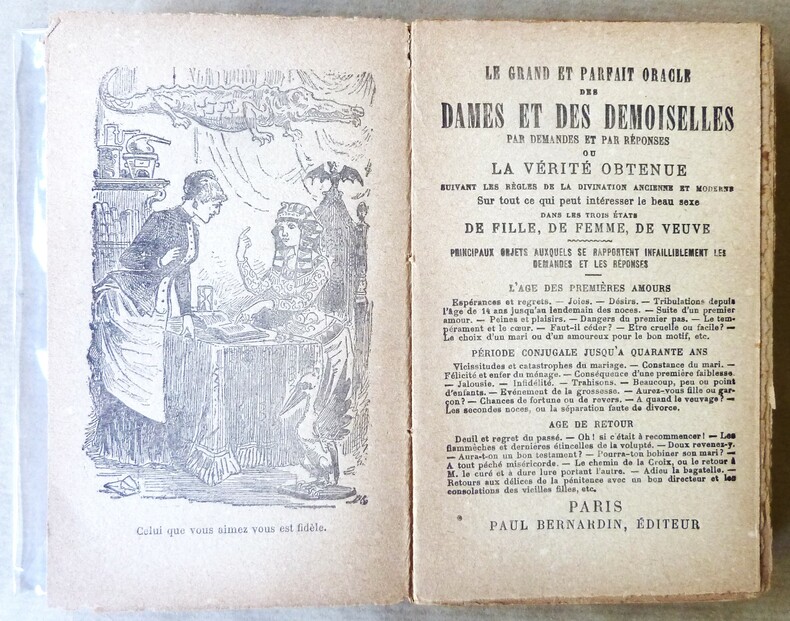 Celui que vous aimez vous est fidèle.
LE GRAND ET PARFAIT ORACLE
DES
DAMES ET DES DEMOISELLES
PAR DEMANDES ET PAR RÉPONSES
OU
LA VÉRITÉ OBTENUE
SUIVANT LES RÈGLES DE LA DIVINATION ANCIENNE ET MODERNE
Sur tout ce qui peut intéresser le beau sexe
DANS LES TROIS ÉTATS
DE FILLE, DE FEMME, DE VEUVE
PRINCIPAUX OBJETS AUXQUELS SE RAPPORTENT INFAILLIBLEMENT LES
DEMANDES ET LES RÉPONSES
L'AGE DES PREMIÈRES AMOURS
Espérances et regrets. — Joies. — Désirs. — Tribulations depuis
l'âge de 14 ans jusqu'au lendemain des noces. — Suite d'un premier
amour. — Peines et plaisirs. — Dangers du premier pas. — Le tem-
pérament et le cœur. — Faut-il céder? — Etre cruelle ou facile? —
Le choix d'un mari ou d'un amoureux pour le bon motif, etc.
PÉRIODE CONJUGALE JUSQU'A QUARANTE ANS
Vicissitudes et catastrophes du mariage. — Constance du mari. —
Félicité et enfer du ménage. — Conséquence d'une première faiblesse.
— Jalousie. — Infidélité. — Trahisons. — Beaucoup, peu ou point
d'enfants. — Evénement de la grossesse. — Aurez-vous fille ou gar-
çon? — Chances de fortune ou de revers. — A quand le veuvage? —
Les secondes noces, ou la séparation faute de divorce.
AGE DE RETOUR
Deuil et regret du passé. — Oh! si c'était à recommencer! — Les
flammèches et dernières étincelles de la volupté. — Doux revenez-y.
— Aura-t-on un bon testament? — Pourra-ton bobiner son mari? —
A tout péché miséricorde. — Le chemin de la Croix, ou le retour à
M. le curé et à dure lure portant l'autre. — Adieu la bagatelle. —
Retours aux délices de la pénitence avec un bon directeur et les
consolations des vieilles filles, etc.
PARIS
PAUL BERNARDIN, ÉDITEUR